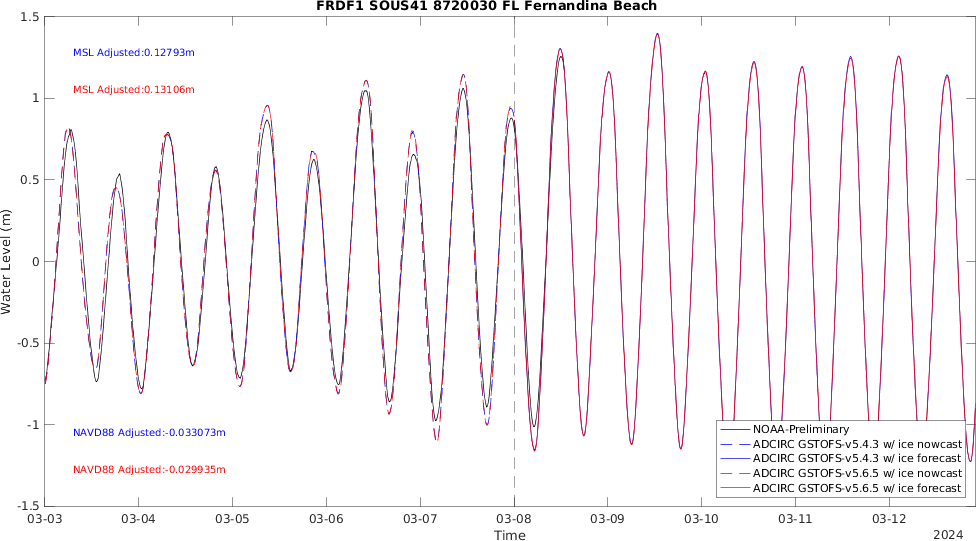 FRDF1 SOUS41 8720030 FL Fernandina Beach
1.5
MSL Adjusted:0.12793m
MSL Adjusted:0.13106m
1
0.5
0
-0.5
-1
-1.5
Water Level (m)
NAVD88 Adjusted:-0.033073m
NAVD88 Adjusted:-0.029935m
NOAA-Preliminary
ADCIRC GSTOFS-v5.4.3 w/ ice nowcast
ADCIRC GSTOFS-v5.4.3 w/ ice forecast
ADCIRC GSTOFS-v5.6.5 w/ ice nowcast
ADCIRC GSTOFS-v5.6.5 w/ ice forecast
03-03 03-04 03-05 03-06 03-07 03-08 03-09 03-10 03-11 03-12
Time
2024